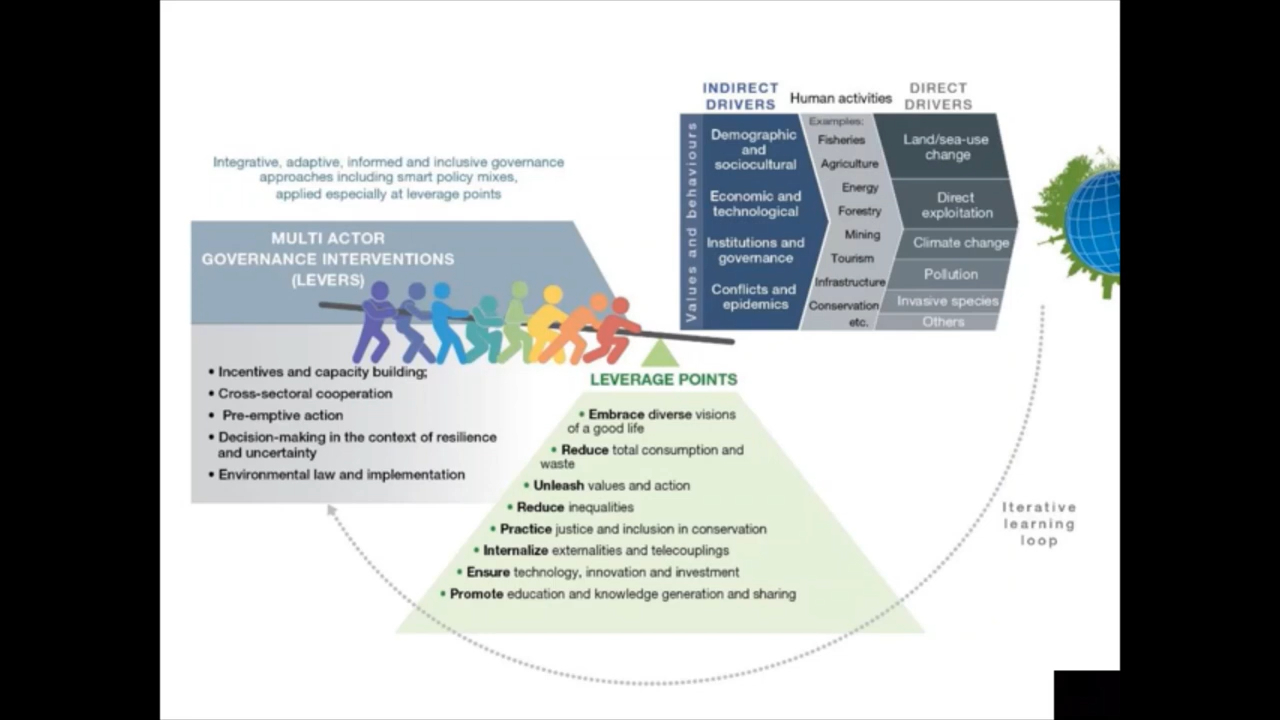 Integrative, adaptive, informed and inclusive governance
approaches including smart policy mixes,
applied especially at leverage points
MULTI ACTOR
GOVERNANCE INTERVENTIONS
(LEVERS)
• Incentives and capacity building;
• Cross-sectoral cooperation
• Pre-emptive action
• Decision-making in the context of resilience
and uncertainty
• Environmental law and implementation
LEVERAGE POINTS
• Embrace diverse visions
of a good life
• Reduce total consumption and
waste
• Unleash values and action
• Reduce inequalities
• Practice justice and inclusion in conservation
• Internalize externalities and telecouplings
• Ensure technology, innovation and investment
• Promote education and knowledge generation and sharing
INDIRECT
DRIVERS
Values and behaviours
Demographic
and
sociocultural
Economic and
technological
Institutions and
governance
Conflicts and
epidemics
Human activities
Examples:
Fisheries
Agriculture
Energy
Forestry
Mining
Tourism
Infrastructure
Conservation
etc.
DIRECT
DRIVERS
Land/sea-use
change
Direct
exploitation
Climate change
Pollution
Invasive species
Others
Iterative
learning
loop